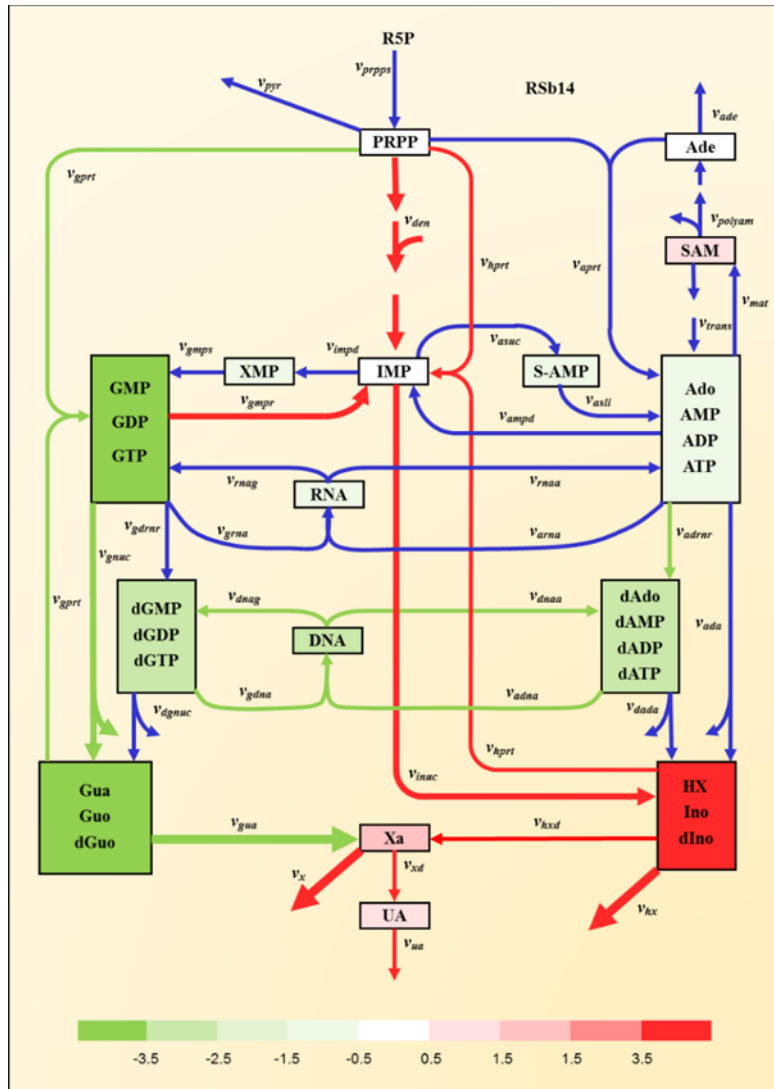 R5P
v_prpps
v_pyr
RSb14
v_ade
PRPP
Ade
v_gprt
v_den
v_polyam
SAM
v_hprt
v_aprt
v_mat
v_trans
v_gmps
v_impd
v_asuc
GMP
GDP
GTP
XMP
IMP
S-AMP
Ado
AMP
ADP
ATP
v_gmpr
v_asli
v_ampd
v_rnag
RNA
v_rnaa
v_gdrnr
v_grna
v_arna
v_adrnr
v_gnuc
v_gprt
dGMP
dGDP
dGTP
v_dnag
DNA
v_dnaa
dAdo
dAMP
dADP
dATP
v_ada
v_gdna
v_adna
v_dgnuc
v_dada
v_hprt
v_inuc
Gua
Guo
dGuo
HX
Ino
dIno
v_gua
Xa
v_hxd
v_x
v_xd
v_hx
UA
v_ua
-3.5 -2.5 -1.5 -0.5 0.5 1.5 1.5 3.5